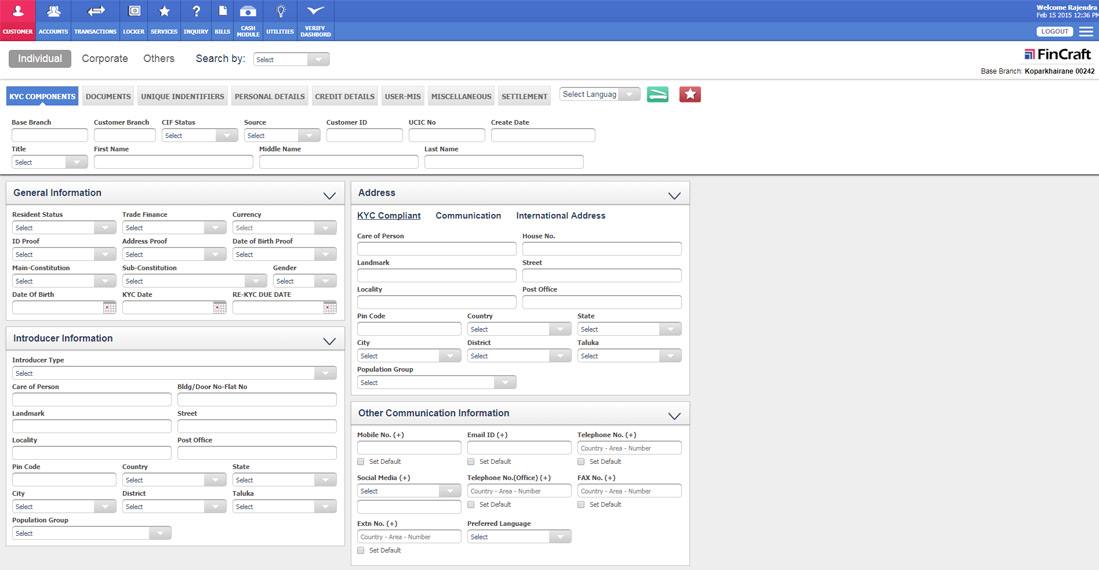 Welcome Rajendra
Feb 15 2015 12:36 PM
CUSTOMER ACCOUNTS TRANSACTIONS LOCKER SERVICES INQUIRY BILLS CASH MODULE UTILITIES VERIFY DASHBORD
LOGOUT
Individual Corporate Others Search by: Select
FinCraft
Base Branch: Koparkhairane 00242
KYC COMPONENTS DOCUMENTS UNIQUE INDENTIFIERS PERSONAL DETAILS CREDIT DETAILS USER-MIS MISCELLANEOUS SETTLEMENT Select Languag
Base Branch Customer Branch CIF Status Source Customer ID UCIC No Create Date
Select Select
Title First Name Middle Name Last Name
Select
General Information
Resident Status Trade Finance Currency
Select Select Select
ID Proof Address Proof Date of Birth Proof
Select Select Select
Main-Constitution Sub-Constitution Gender
Select Select Select
Date Of Birth KYC Date RE-KYC DUE DATE
Introducer Information
Introducer Type
Select
Care of Person Bldg/Door No-Flat No
Landmark Street
Locality Post Office
Pin Code Country State
Select Select
City District Taluka
Select Select Select
Population Group
Select
Address
KYC Compliant Communication International Address
Care of Person House No.
Landmark Street
Locality Post Office
Pin Code Country State
Select Select
City District Taluka
Select Select Select
Population Group
Select
Other Communication Information
Mobile No. (+) Email ID (+) Telephone No. (+)
Country - Area - Number
Set Default Set Default Set Default
Social Media (+) Telephone No.(Office) (+) FAX No. (+)
Select Country - Area - Number Country - Area - Number
Set Default Set Default
Extn No. (+) Preferred Language
Country - Area - Number Select
Set Default